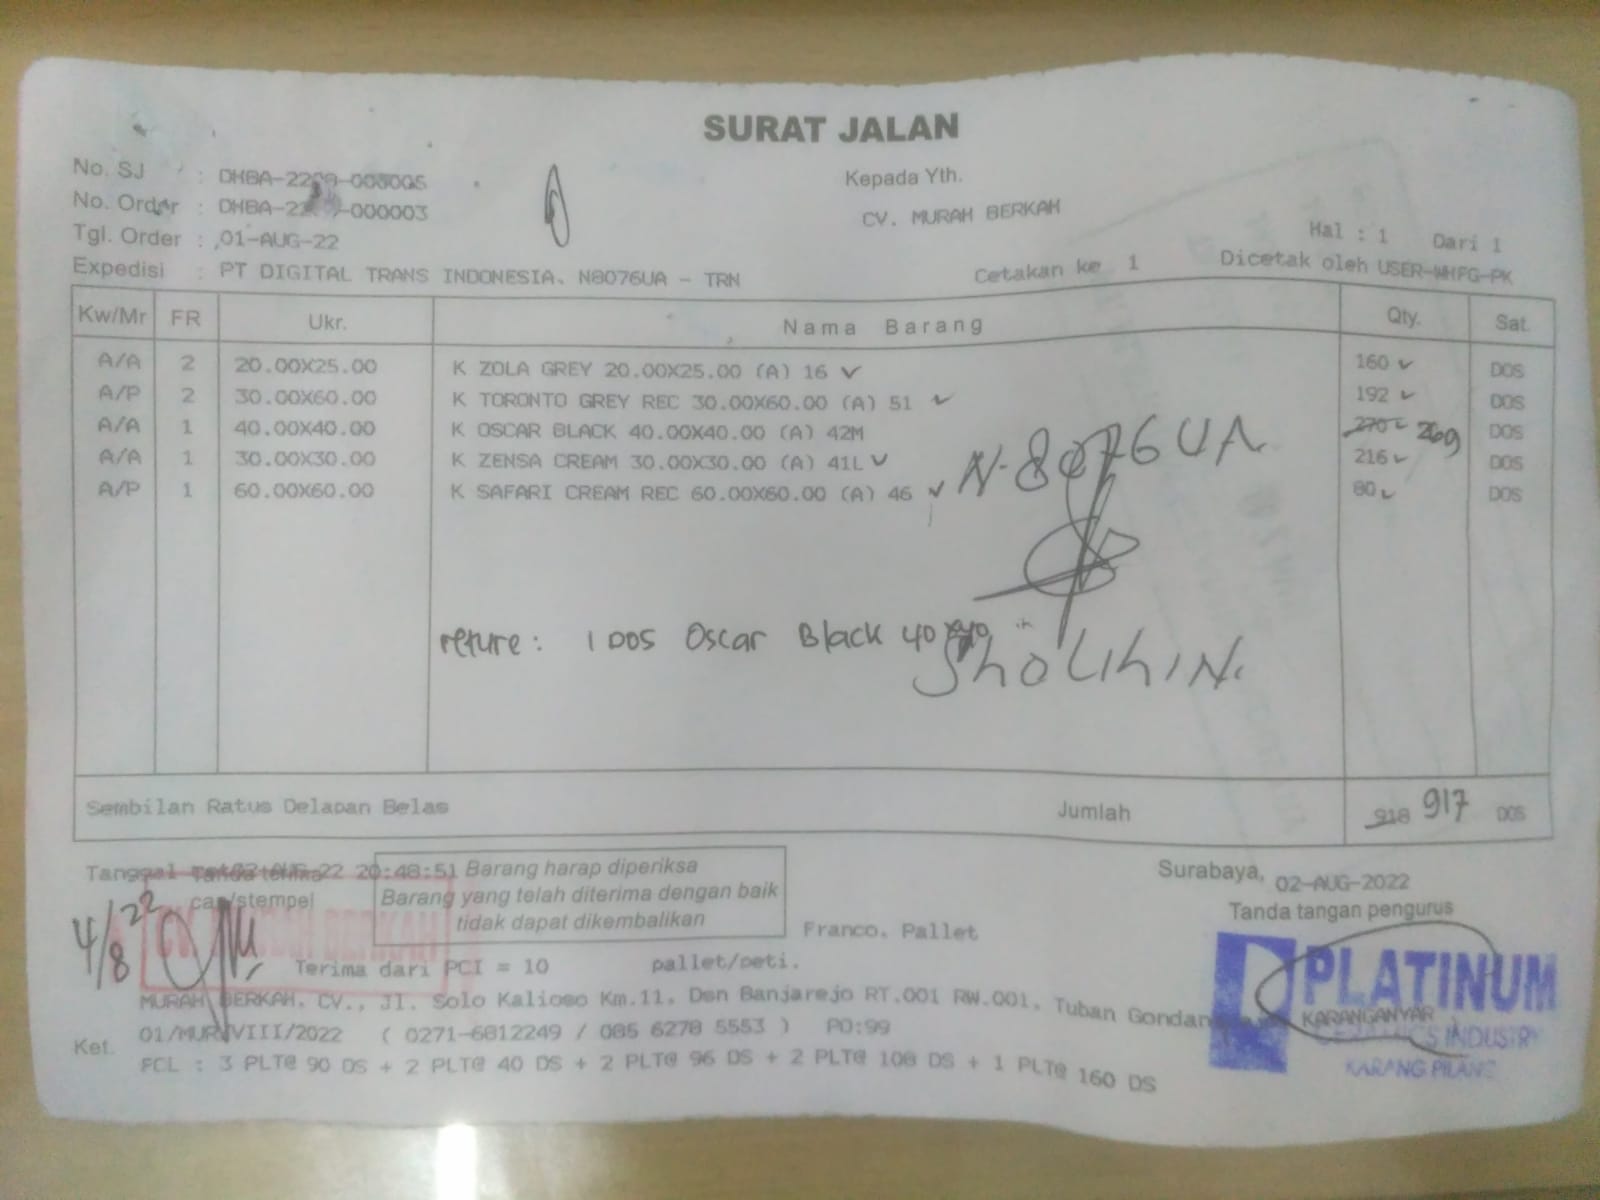 SURAT JALAN
No. SJ : DHBA-22 -000005
No. Order : DHBA-22 -000003
Tgl. Order : 01-AUG-22
Expedisi : PT DIGITAL TRANS INDONESIA. N8076UA - TRN
Kepada Yth.
CV. MURAH BERKAH
Hal : 1 Dari 1
Cetakan ke 1 Dicetak oleh USER-WHFG-PK
Kw/Mr FR Ukr. Nama Barang Qty. Sat.
A/A 2 20.00X25.00 K ZOLA GREY 20.00X25.00 (A) 16 ✓ 160 ✓ DOS
A/P 2 30.00X60.00 K TORONTO GREY REC 30.00X60.00 (A) 51 ✓ 192 ✓ DOS
A/A 1 40.00X40.00 K OSCAR BLACK 40.00X40.00 (A) 42M 270 269 DOS
A/A 1 30.00X30.00 K ZENSA CREAM 30.00X30.00 (A) 41L ✓ 216 ✓ DOS
A/P 1 60.00X60.00 K SAFARI CREAM REC 60.00X60.00 (A) 46 ✓ 80 ✓ DOS
N-8076UA
reture : 1 DOS Oscar Black 40x40
SholikhIN.
Sembilan Ratus Delapan Belas Jumlah 918 917 DOS
Tanggal 22 20:48:51
Tanda terima
cap/stempel
4/8 22
BERKAH
Barang harap diperiksa
Barang yang telah diterima dengan baik
tidak dapat dikembalikan
Franco. Pallet
Surabaya, 02-AUG-2022
Tanda tangan pengurus
Terima dari PCI = 10 pallet/peti.
MURAH BERKAH. CV., Jl. Solo Kalioso Km.11. Dsn Banjarejo RT.001 RW.001. Tuban Gondan KARANGANYAR
Ket. 01/MUR/VIII/2022 ( 0271-6812249 / 085 6278 5553 ) PO:99
FCL : 3 PLT@ 90 DS + 2 PLT@ 40 DS + 2 PLT@ 96 DS + 2 PLT@ 108 DS + 1 PLT@ 160 DS
PLATINUM
CERAMICS INDUSTRY
KARANG PILANG